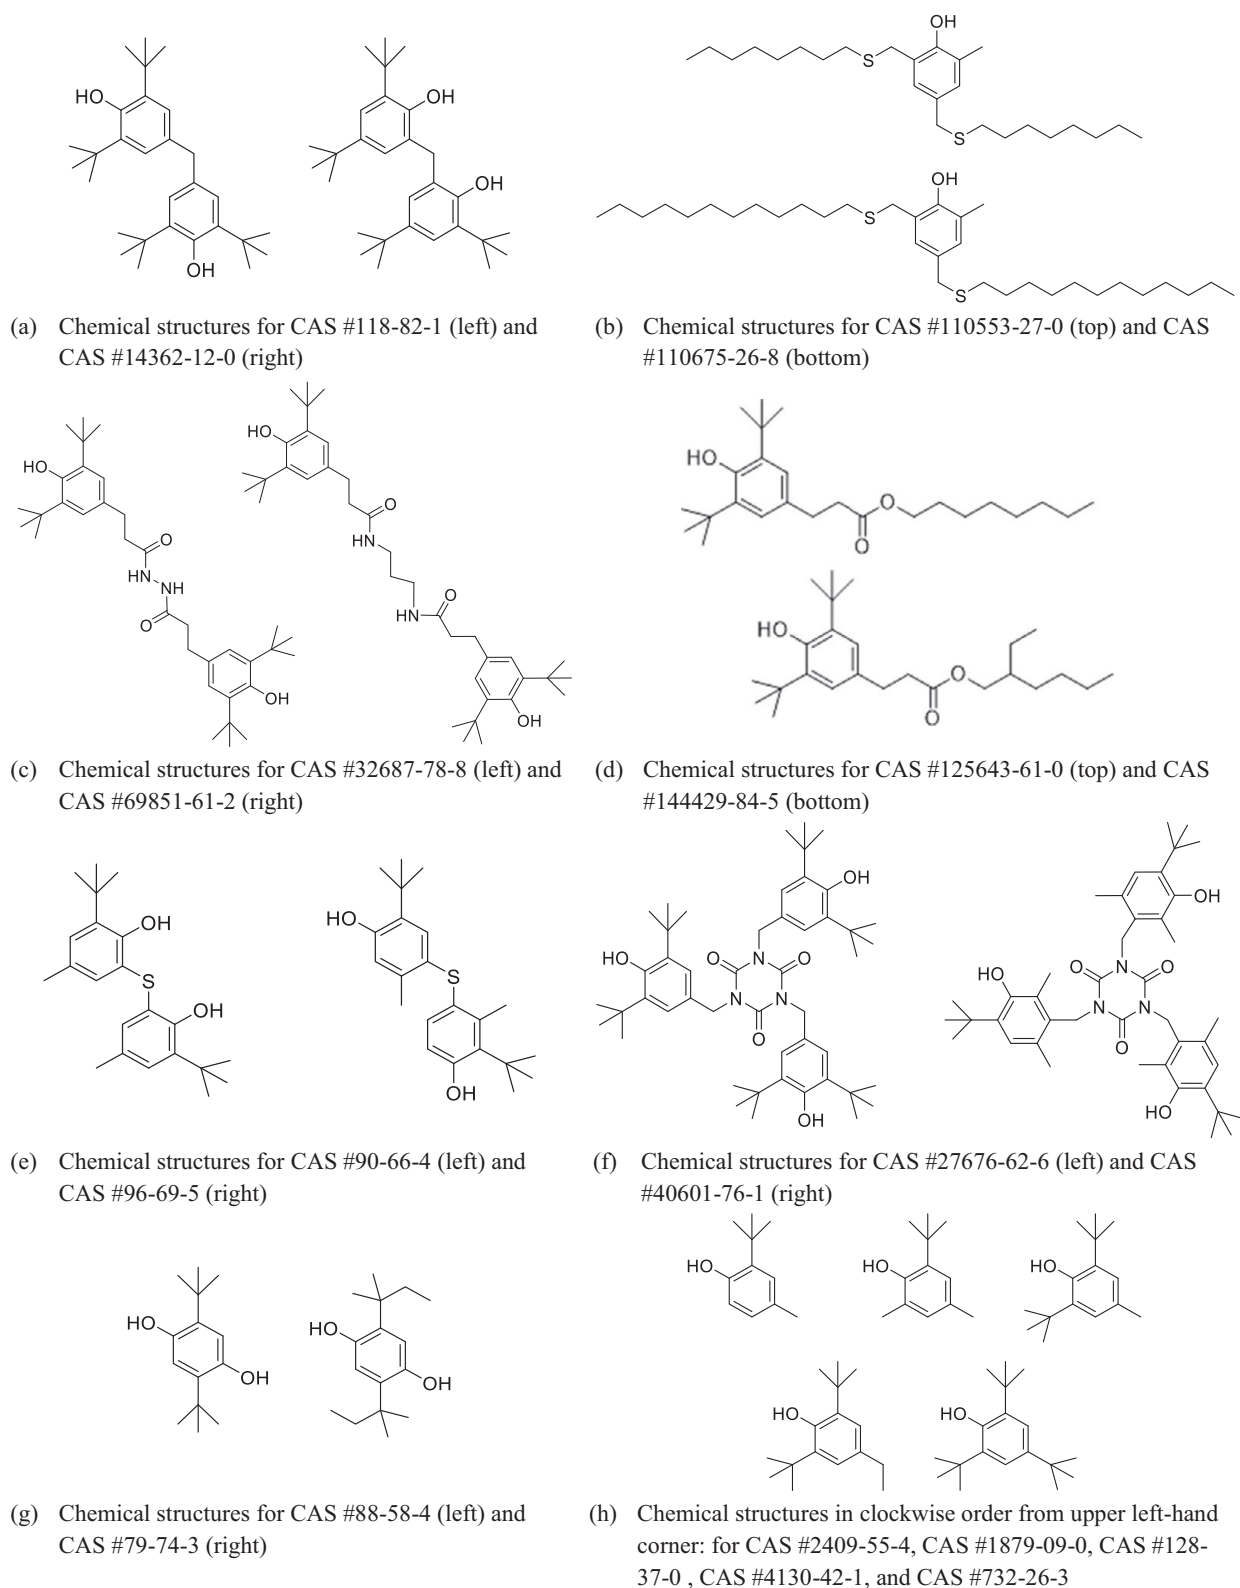 HO
OH
OH
OH
(a) Chemical structures for CAS #118-82-1 (left) and
CAS #14362-12-0 (right)
OH
S
S
OH
S
S
(b) Chemical structures for CAS #110553-27-0 (top) and CAS
#110675-26-8 (bottom)
HO
O
HN
NH
O
OH
HO
O
HN
O
HN
OH
(c) Chemical structures for CAS #32687-78-8 (left) and
CAS #69851-61-2 (right)
HO
O
O
HO
O
O
(d) Chemical structures for CAS #125643-61-0 (top) and CAS
#144429-84-5 (bottom)
OH
S
OH
HO
S
OH
(e) Chemical structures for CAS #90-66-4 (left) and
CAS #96-69-5 (right)
OH
HO
O N O
N N
O
OH
OH
O N O
HO
N N
O
HO
(f) Chemical structures for CAS #27676-62-6 (left) and CAS
#40601-76-1 (right)
HO
OH
HO
OH
(g) Chemical structures for CAS #88-58-4 (left) and
CAS #79-74-3 (right)
HO
HO
HO
HO
HO
(h) Chemical structures in clockwise order from upper left-hand
corner: for CAS #2409-55-4, CAS #1879-09-0, CAS #128-
37-0 , CAS #4130-42-1, and CAS #732-26-3